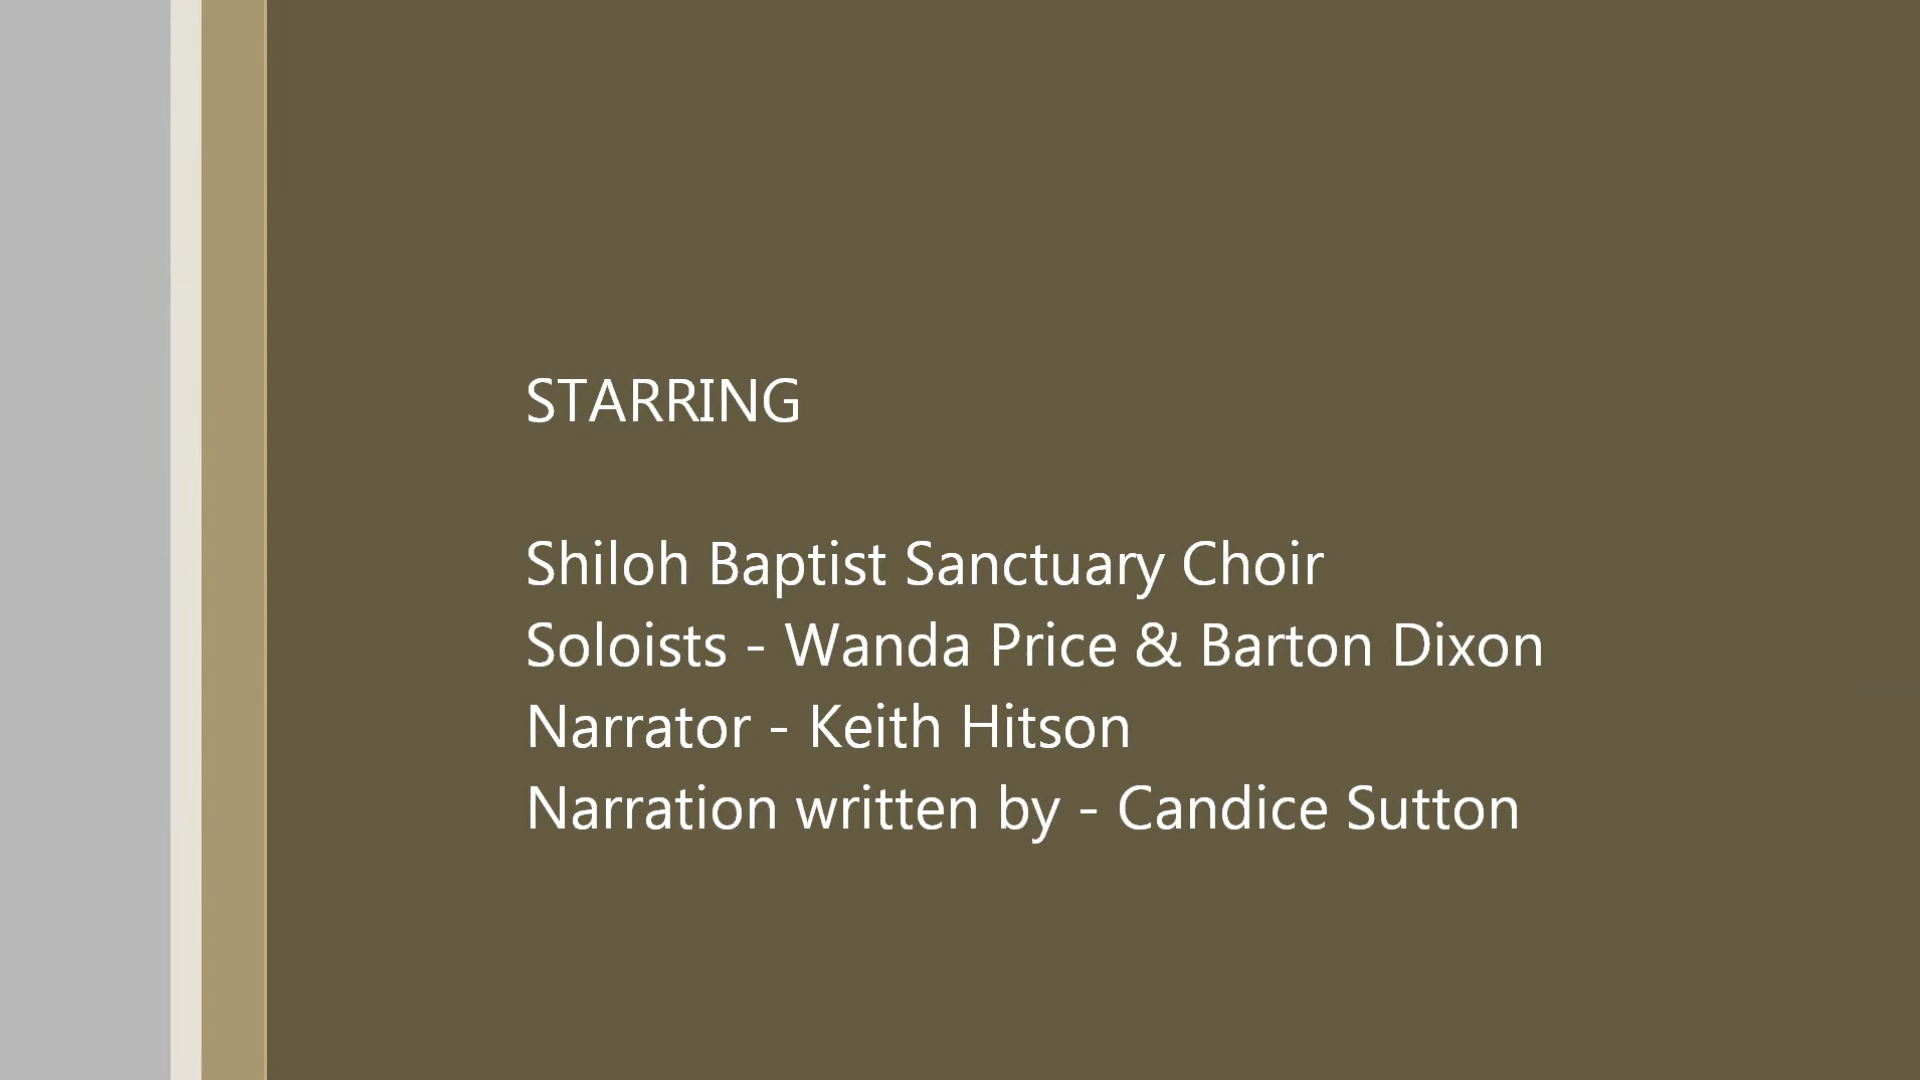 STARRING
Shiloh Baptist Sanctuary Choir
Soloists - Wanda Price & Barton Dixon
Narrator - Keith Hitson
Narration written by - Candice Sutton